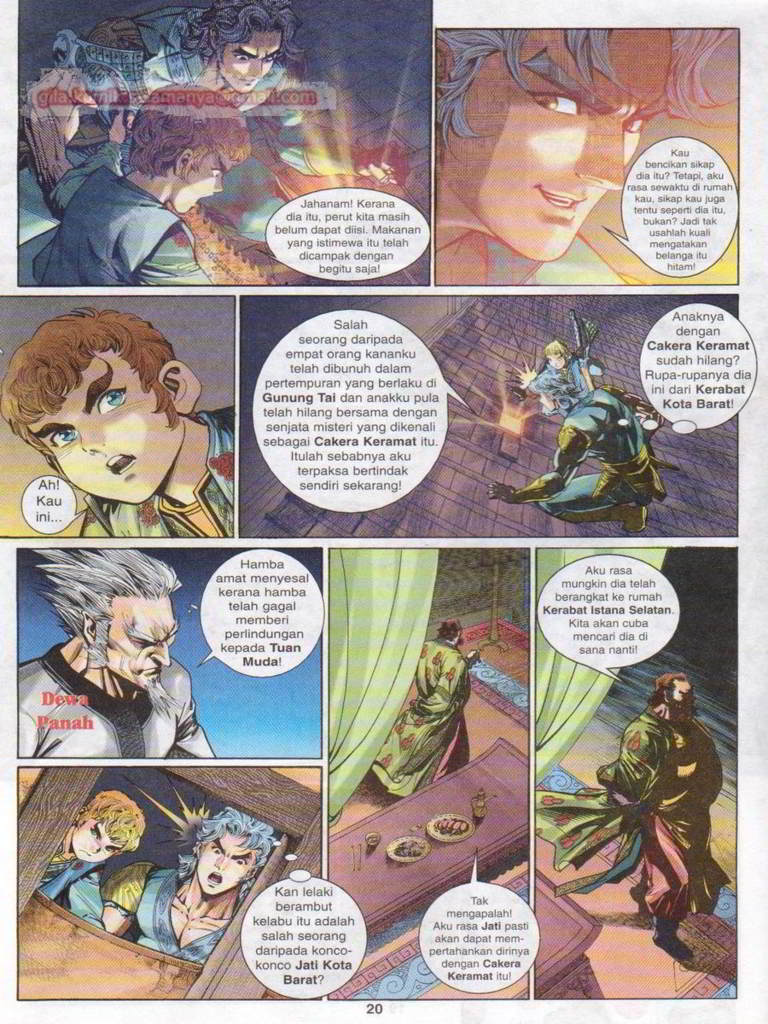 Jahanam! Kerana
dia itu, perut kita masih
belum dapat diisi. Makanan
yang istimewa itu telah
dicampak dengan
begitu saja!
Kau
bencikan sikap
dia itu? Tetapi, aku
rasa sewaktu di rumah
kau, sikap kau juga
tentu seperti dia itu,
bukan? Jadi tak
usahlah kuali
mengatakan
belanga itu
hitam!
Ah!
Kau
ini...
Salah
seorang daripada
empat orang kananku
telah dibunuh dalam
pertempuran yang berlaku di
Gunung Tai dan anakku pula
telah hilang bersama dengan
senjata misteri yang dikenali
sebagai Cakera Keramat itu.
Itulah sebabnya aku
terpaksa bertindak
sendiri sekarang!
Anaknya
dengan
Cakera Keramat
sudah hilang?
Rupa-rupanya dia
ini dari Kerabat
Kota Barat!
Hamba
amat menyesal
kerana hamba
telah gagal
memberi
perlindungan
kepada Tuan
Muda!
Dewa
Panah
Tak
mengapalah!
Aku rasa Jati pasti
akan dapat mem-
pertahankan dirinya
dengan Cakera
Keramat itu!
Aku rasa
mungkin dia telah
berangkat ke rumah
Kerabat Istana Selatan.
Kita akan cuba
mencari dia di
sana nanti!
Kan lelaki
berambut
kelabu itu adalah
salah seorang
daripada konco-
konco Jati Kota
Barat?
20